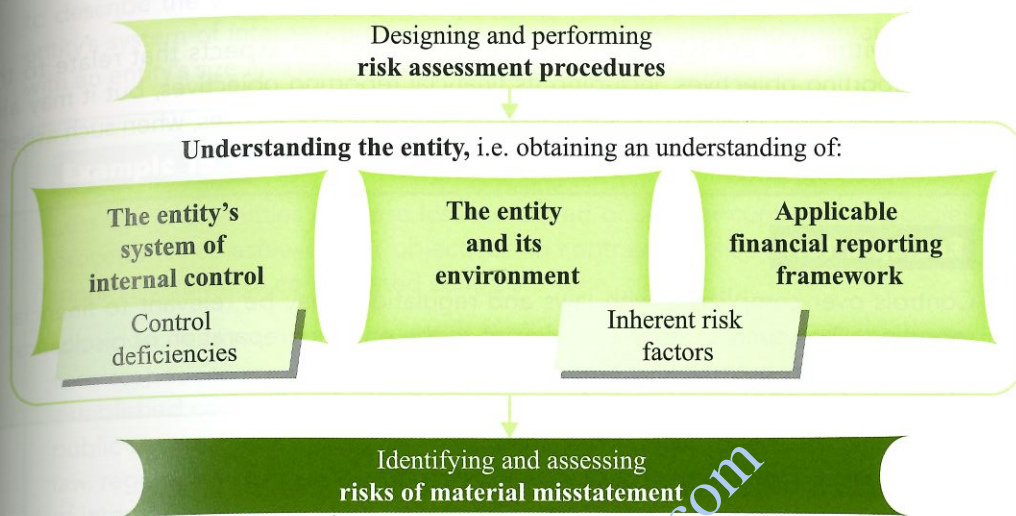 Designing and performing
risk assessment procedures
Understanding the entity, i.e. obtaining an understanding of:
The entity's
system of
internal control
Control
deficiencies
The entity
and its
environment
Applicable
financial reporting
framework
Inherent risk
factors
Identifying and assessing
risks of material misstatement